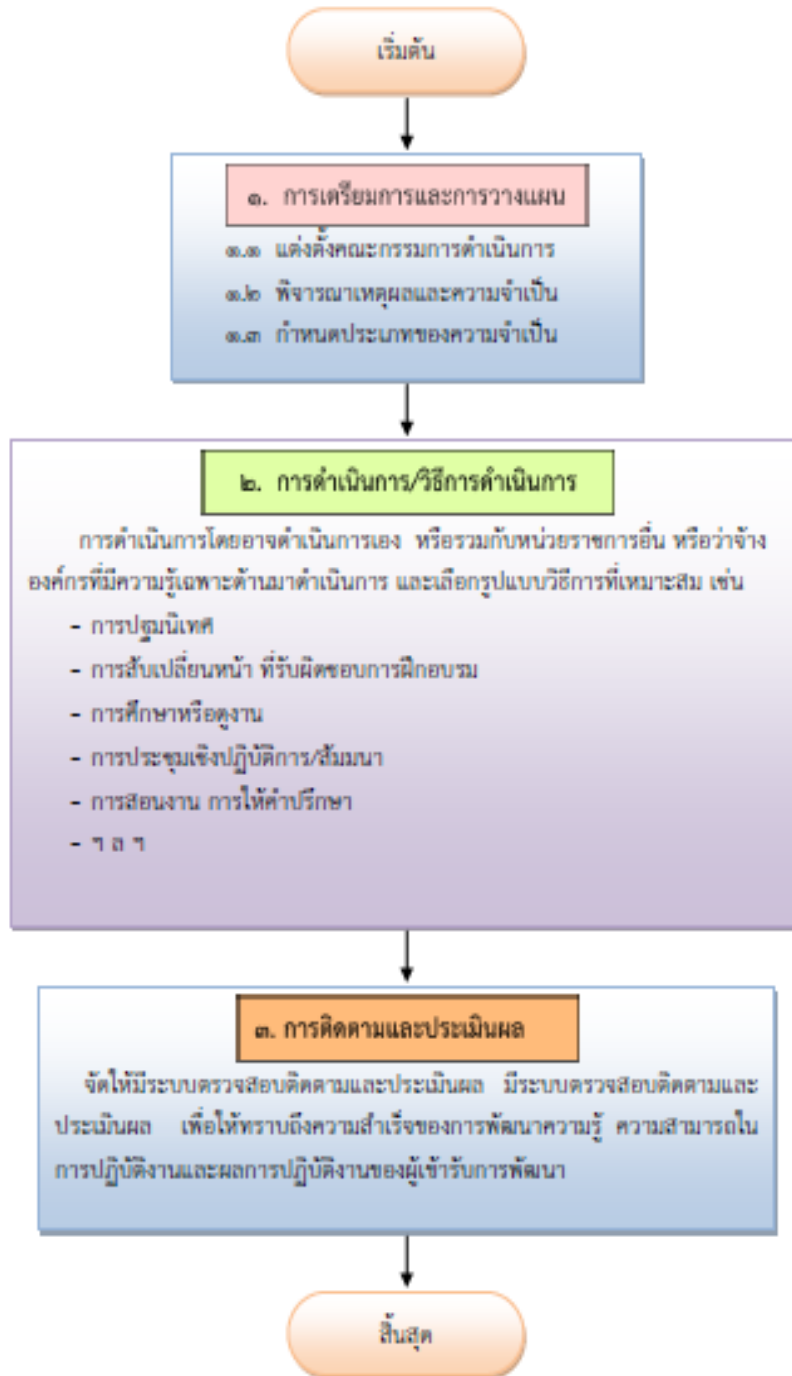 เริ่มต้น
๑. การเตรียมการและการวางแผน
๑.๑ แต่งตั้งคณะกรรมการดำเนินการ
๑.๒ พิจารณาเหตุผลและความจำเป็น
๑.๓ กำหนดประเภทของความจำเป็น
๒. การดำเนินการ/วิธีการดำเนินการ
การดำเนินการโดยอาจดำเนินการเอง หรือรวมกับหน่วยราชการอื่น หรือว่าจ้าง
องค์กรที่มีความรู้เฉพาะด้านมาดำเนินการ และเลือกรูปแบบวิธีการที่เหมาะสม เช่น
- การปฐมนิเทศ
- การสับเปลี่ยนหน้า ที่รับผิดชอบการฝึกอบรม
- การศึกษาหรือดูงาน
- การประชุมเชิงปฏิบัติการ/สัมมนา
- การสอนงาน การให้คำปรึกษา
- ฯ ล ฯ
๓. การติดตามและประเมินผล
จัดให้มีระบบตรวจสอบติดตามและประเมินผล มีระบบตรวจสอบติดตามและ
ประเมินผล เพื่อให้ทราบถึงความสำเร็จของการพัฒนาความรู้ ความสามารถใน
การปฏิบัติงานและผลการปฏิบัติงานของผู้เข้ารับการพัฒนา
สิ้นสุด